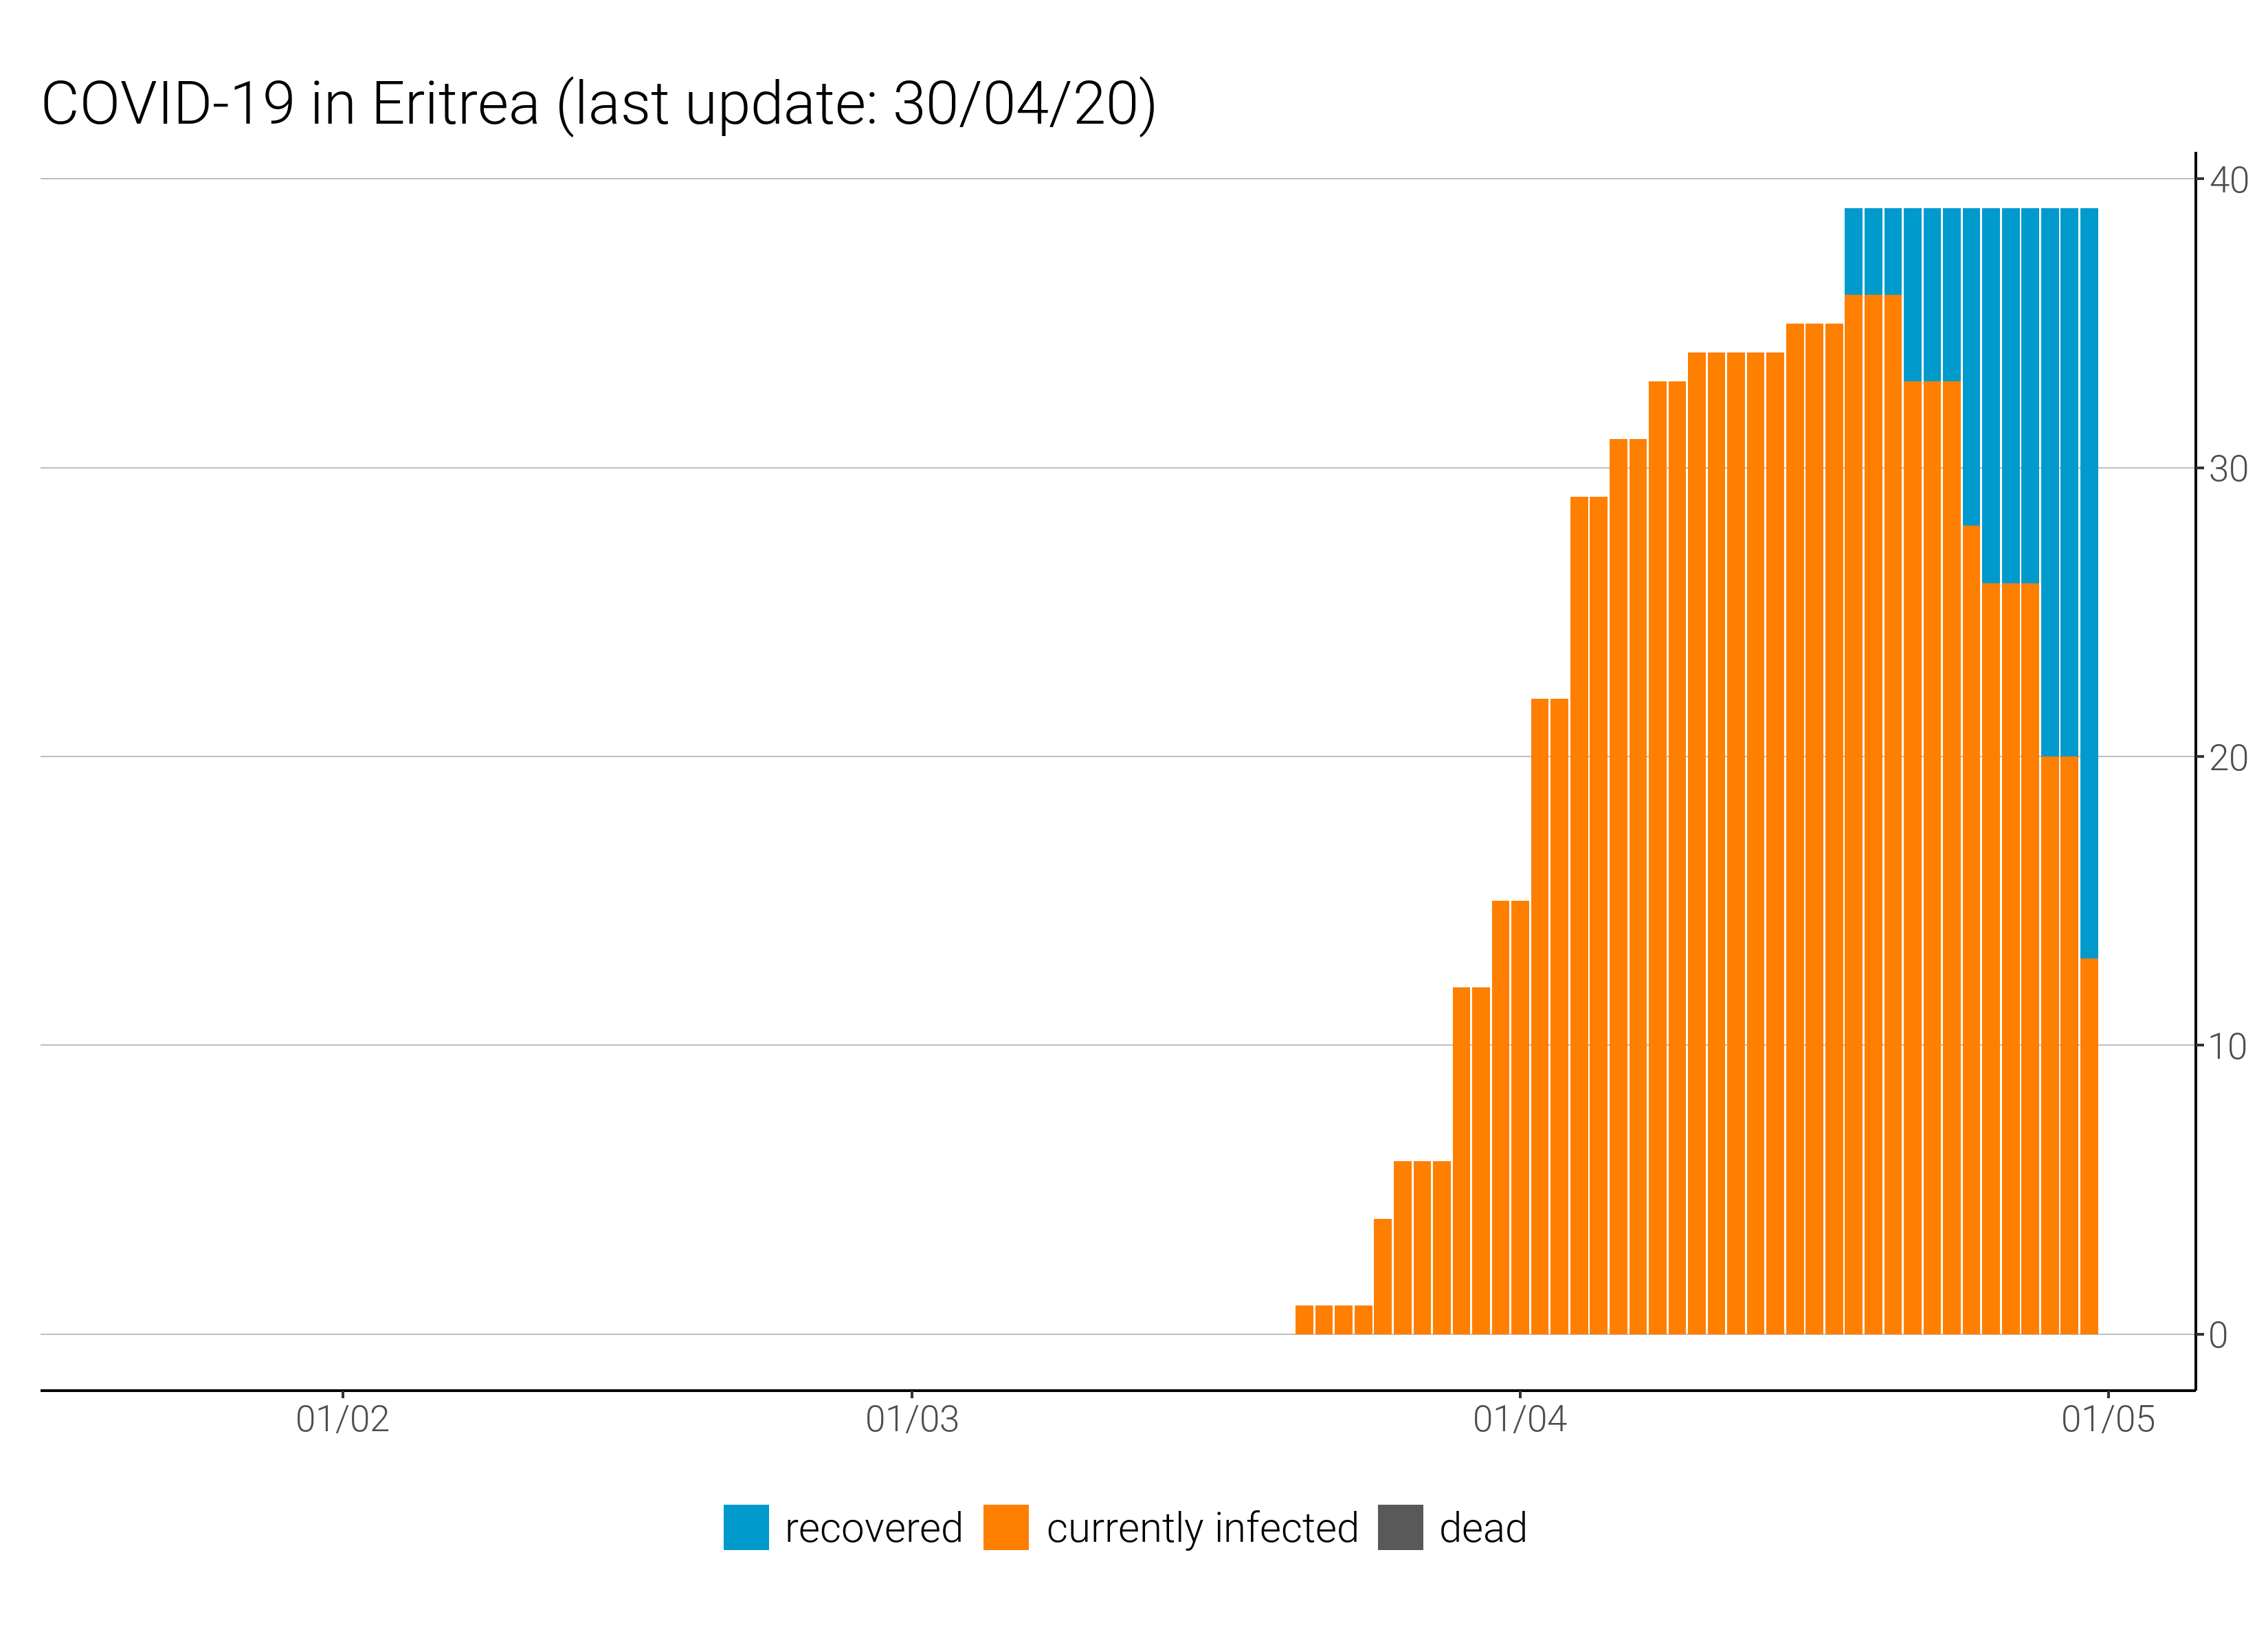 COVID-19 in Eritrea (last update: 30/04/20)
40
30
20
10
0
01/02 01/03 01/04 01/05
recovered currently infected dead